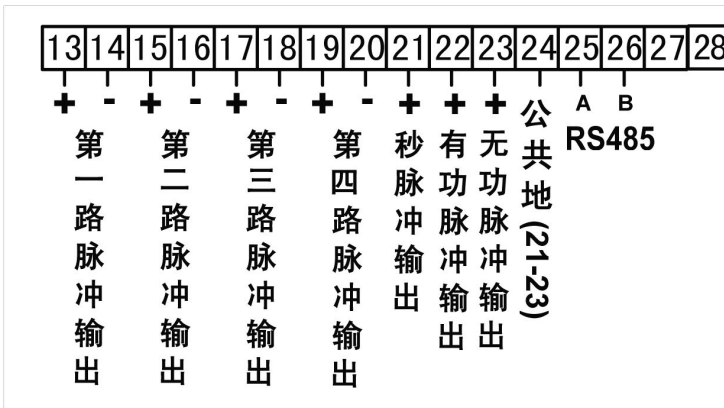 13 14 15 16 17 18 19 20 21 22 23 24 25 26 27 28
+ - + - + - + - + + + A B
第一路脉冲输出
第二路脉冲输出
第三路脉冲输出
第四路脉冲输出
秒脉冲输出
有功脉冲输出
无功脉冲输出
公共地(21-23)
RS485